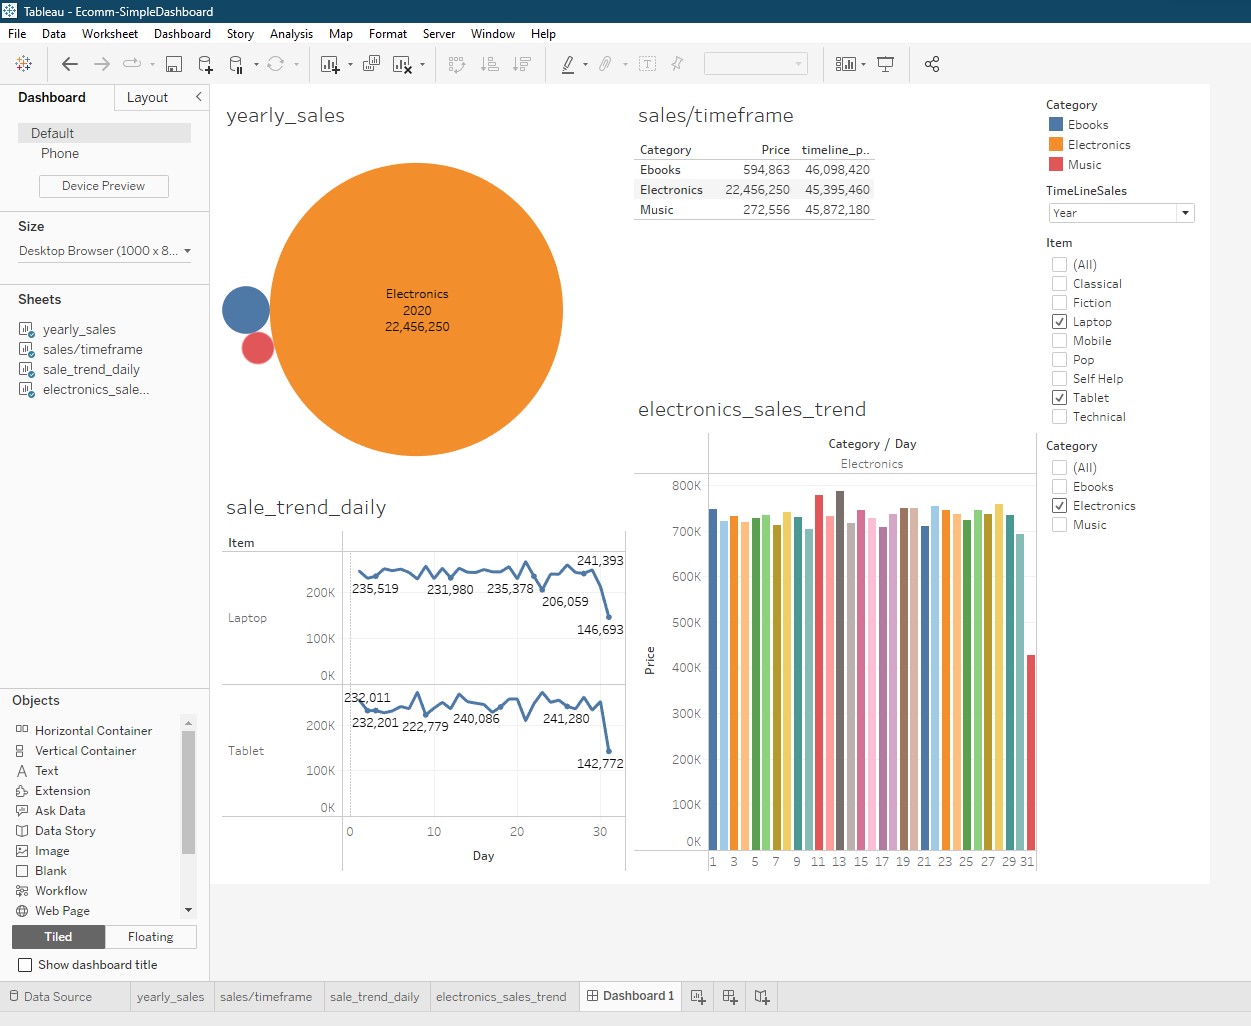 Tableau - Ecomm-SimpleDashboard
File Data Worksheet Dashboard Story Analysis Map Format Server Window Help
Dashboard Layout
Default
Phone
Device Preview
Size
Desktop Browser (1000 x 8...
Sheets
yearly_sales
sales/timeframe
sale_trend_daily
electronics_sale...
Objects
Horizontal Container
Vertical Container
Text
Extension
Ask Data
Data Story
Image
Blank
Workflow
Web Page
Tiled Floating
Show dashboard title
yearly_sales
Electronics
2020
22,456,250
sales/timeframe
Category Price timeline_p..
Ebooks 594,863 46,098,420
Electronics 22,456,250 45,395,460
Music 272,556 45,872,180
Category
Ebooks
Electronics
Music
TimeLineSales
Year
Item
(All)
Classical
Fiction
Laptop
Mobile
Pop
Self Help
Tablet
Technical
Category
(All)
Ebooks
Electronics
Music
sale_trend_daily
Item
Laptop
200K
100K
0K
241,393
235,519 231,980 235,378
206,059
146,693
Tablet
200K
100K
0K
232,011
232,201 222,779 240,086 241,280
142,772
0 10 20 30
Day
electronics_sales_trend
Category / Day
Electronics
Price
800K
700K
600K
500K
400K
300K
200K
100K
0K
1 3 5 7 9 11 13 15 17 19 21 23 25 27 29 31
Data Source yearly_sales sales/timeframe sale_trend_daily electronics_sales_trend Dashboard 1